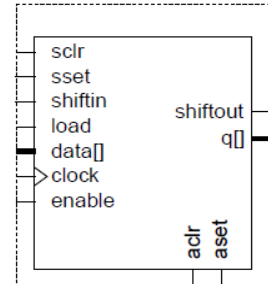 sclr
sset
shiftin
load
data[]
clock
enable
shiftout
q[]
aclr
aset